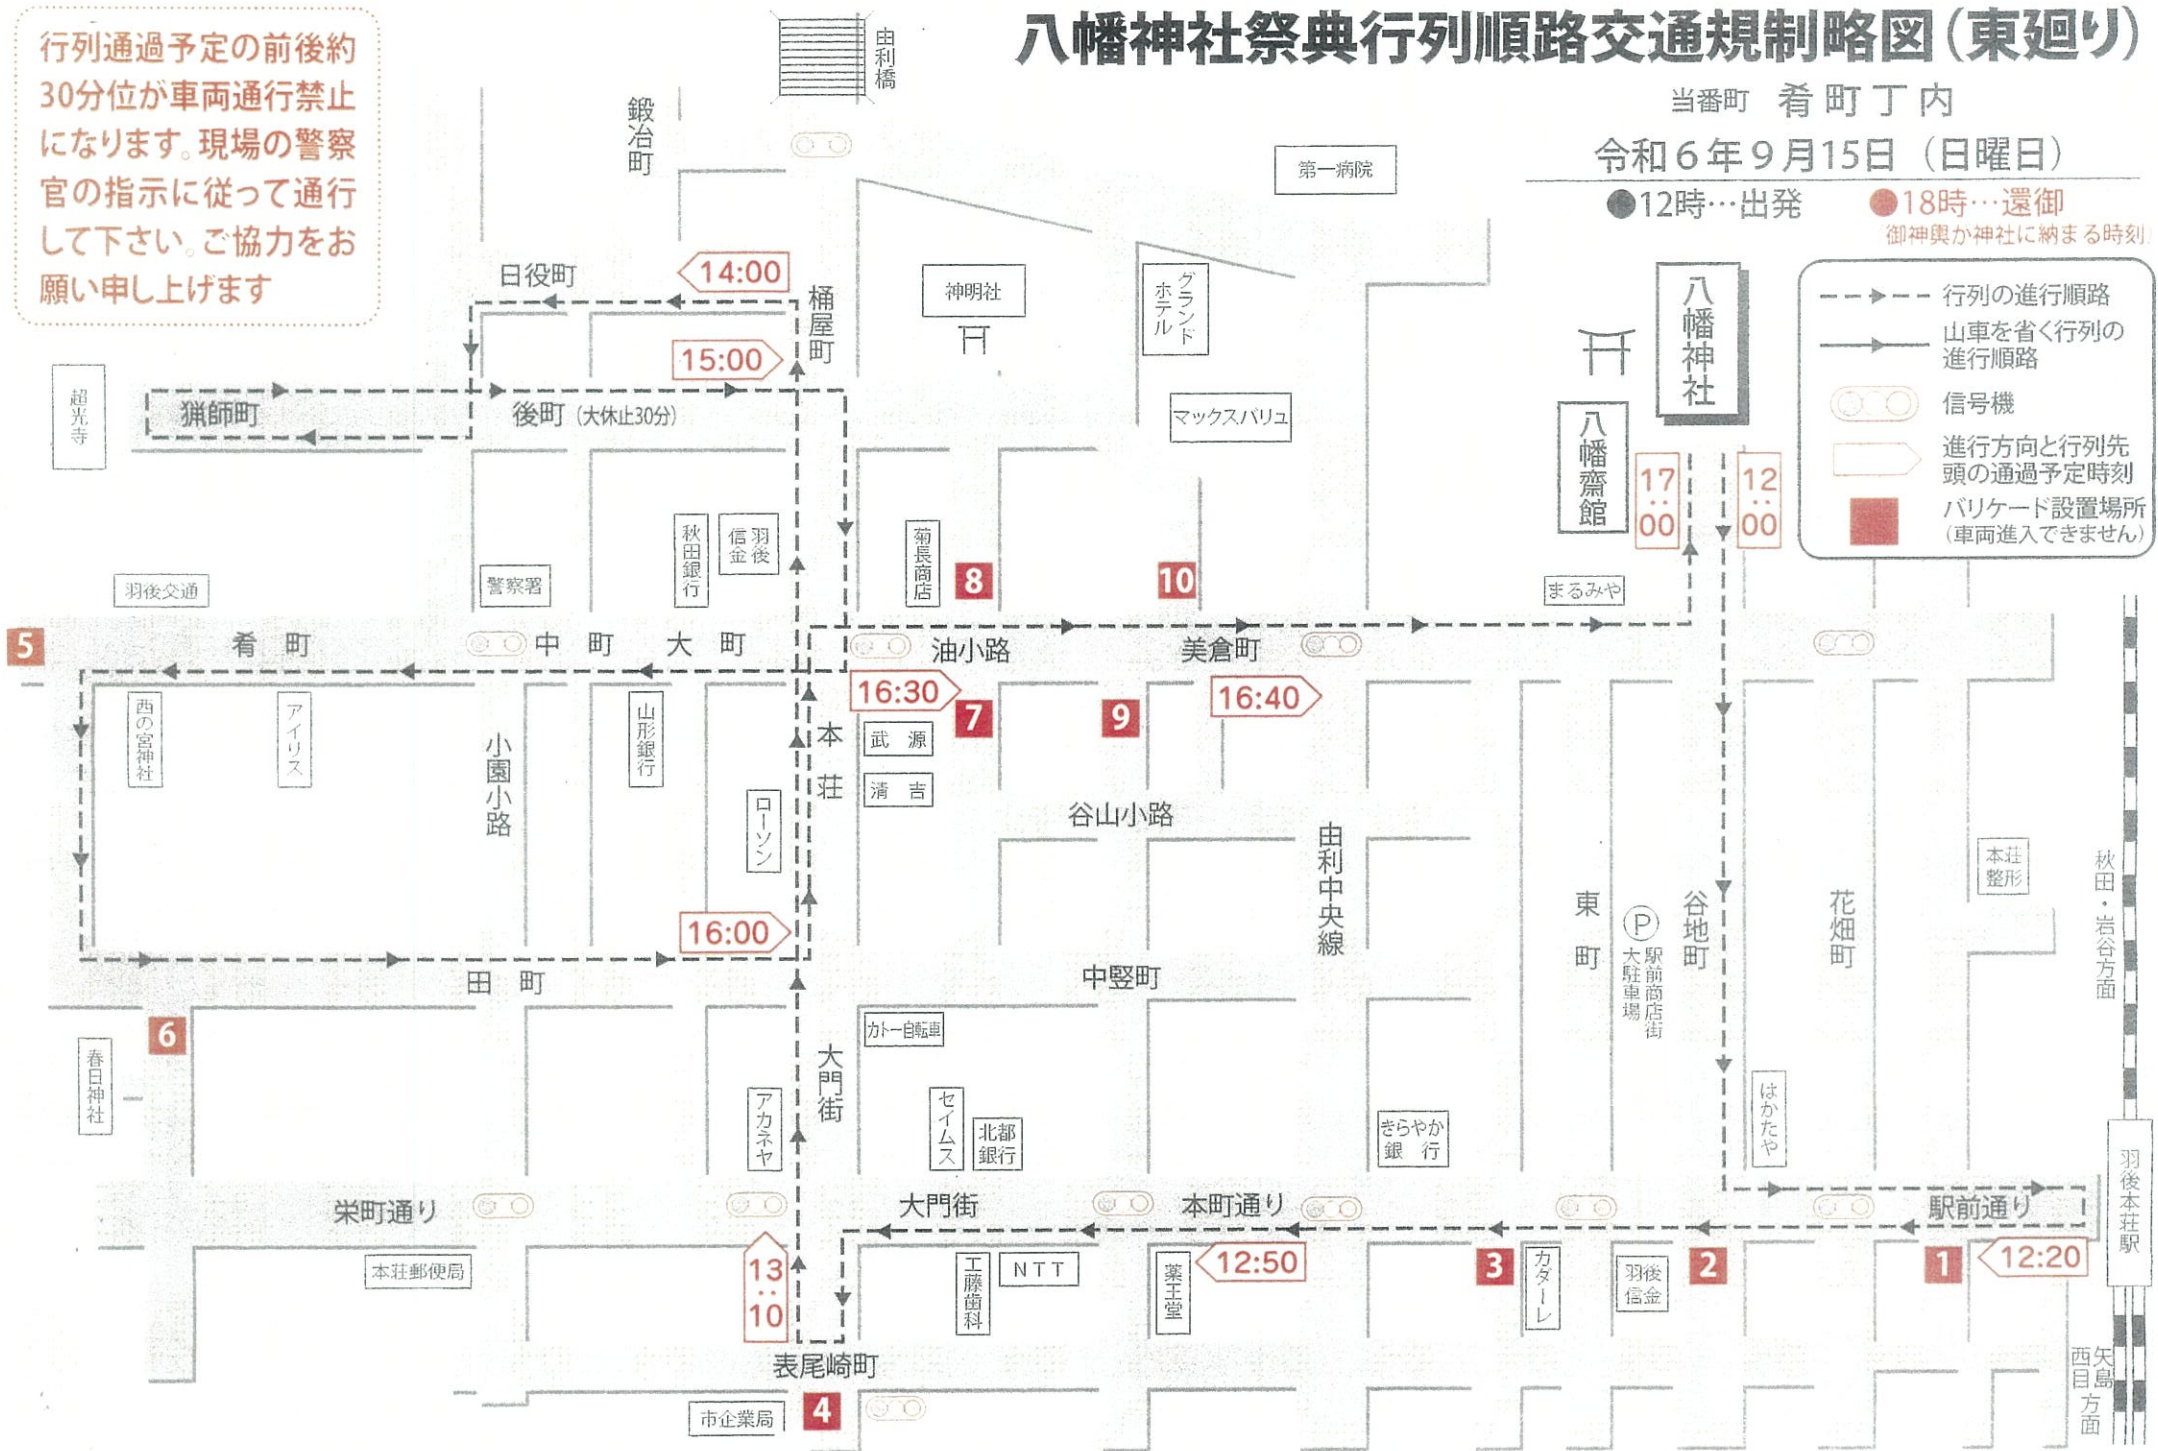 八幡神社祭典行列順路交通規制略図(東廻り)
当番町 肴町丁内
令和6年9月15日(日曜日)
●12時…出発 ●18時…還御
(御神輿が神社に納まる時刻)
行列通過予定の前後約
30分位が車両通行禁止
になります。現場の警察
官の指示に従って通行
して下さい。ご協力をお
願い申し上げます
行列の進行順路
山車を省く行列の
進行順路
信号機
進行方向と行列先
頭の通過予定時刻
バリケード設置場所
(車両進入できません)
由利橋
鍛冶町
第一病院
日役町
14:00
桶屋町
神明社
グランド
ホテル
八幡神社
15:00
超光寺
猟師町
後町(大休止30分)
マックスバリュ
八幡齋館
17:00
12:00
秋田銀行
羽後
信金
菊長商店
8
10
羽後交通
警察署
まるみや
5
肴町
中町
大町
油小路
美倉町
16:30
16:40
7
9
西の宮神社
アイリス
小園小路
山形銀行
本荘
武源
清吉
ローソン
谷山小路
由利中央線
本荘
整形
秋田・岩谷方面
東町
P
駅前商店街
大駐車場
谷地町
花畑町
16:00
田町
中竪町
6
カトー自転車
春日神社
大門街
アカネヤ
セイムス
北都
銀行
きらやか
銀行
はかたや
羽後本荘駅
栄町通り
大門街
本町通り
駅前通り
本荘郵便局
13:10
工藤歯科
NTT
薬王堂
12:50
3
カダーレ
羽後
信金
2
1
12:20
表尾崎町
市企業局
4
矢島
西目
方面